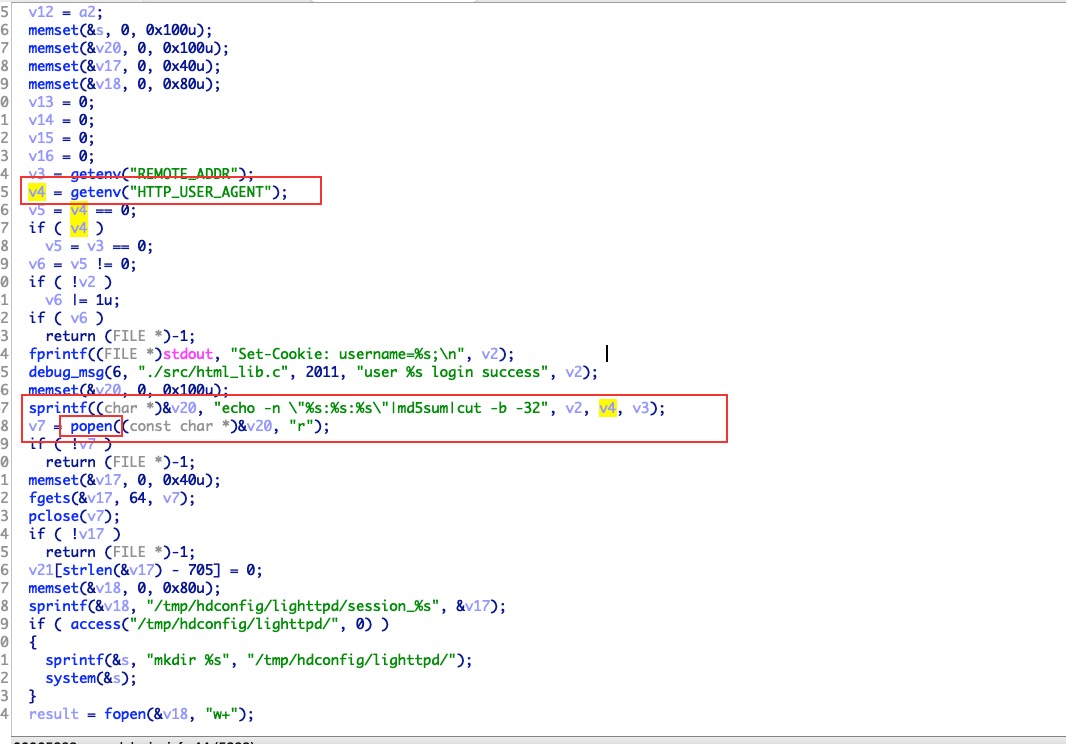 5 v12 = a2;
6 memset(&s, 0, 0x100u);
7 memset(&v20, 0, 0x100u);
8 memset(&v17, 0, 0x40u);
9 memset(&v18, 0, 0x80u);
0 v13 = 0;
1 v14 = 0;
2 v15 = 0;
3 v16 = 0;
4 v3 = getenv("REMOTE_ADDR");
5 v4 = getenv("HTTP_USER_AGENT");
6 v5 = v4 == 0;
7 if ( v4 )
8 v5 = v3 == 0;
9 v6 = v5 != 0;
0 if ( !v2 )
1 v6 |= 1u;
2 if ( v6 )
3 return (FILE *)-1;
4 fprintf((FILE *)stdout, "Set-Cookie: username=%s;\n", v2);
5 debug_msg(6, "./src/html_lib.c", 2011, "user %s login success", v2);
6 memset(&v20, 0, 0x100u);
7 sprintf((char *)&v20, "echo -n \"%s:%s:%s\"|md5sum|cut -b -32", v2, v4, v3);
8 v7 = popen((const char *)&v20, "r");
9 if ( !v7 )
0 return (FILE *)-1;
1 memset(&v17, 0, 0x40u);
2 fgets(&v17, 64, v7);
3 pclose(v7);
4 if ( !v17 )
5 return (FILE *)-1;
6 v21[strlen(&v17) - 705] = 0;
7 memset(&v18, 0, 0x80u);
8 sprintf(&v18, "/tmp/hdconfig/lighttpd/session_%s", &v17);
9 if ( access("/tmp/hdconfig/lighttpd/", 0) )
0 {
1 sprintf(&s, "mkdir %s", "/tmp/hdconfig/lighttpd/");
2 system(&s);
3 }
4 result = fopen(&v18, "w+");